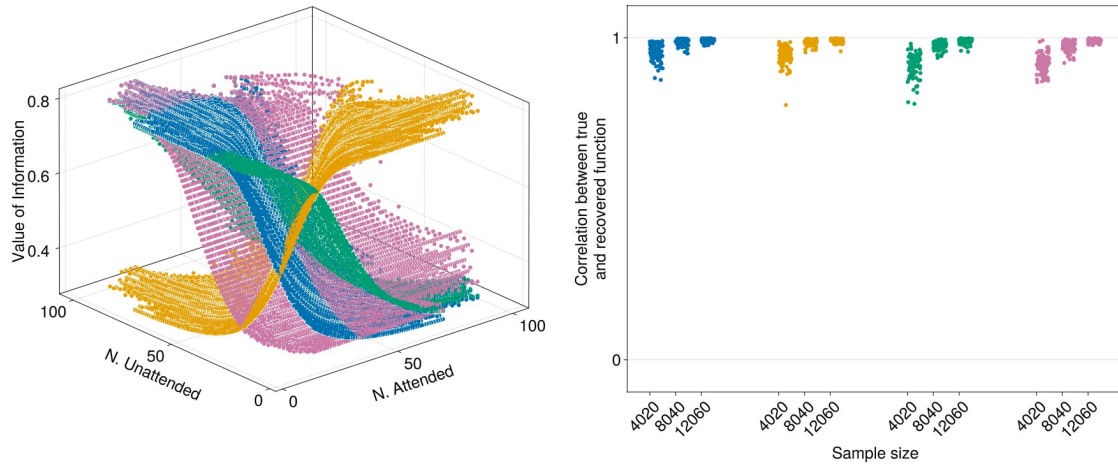 Value of Information
0.8
0.6
0.4
100
50
0
N. Unattended
0
50
100
N. Attended
Correlation between true
and recovered function
1
0
4020 8040 12060 4020 8040 12060 4020 8040 12060 4020 8040 12060
Sample size